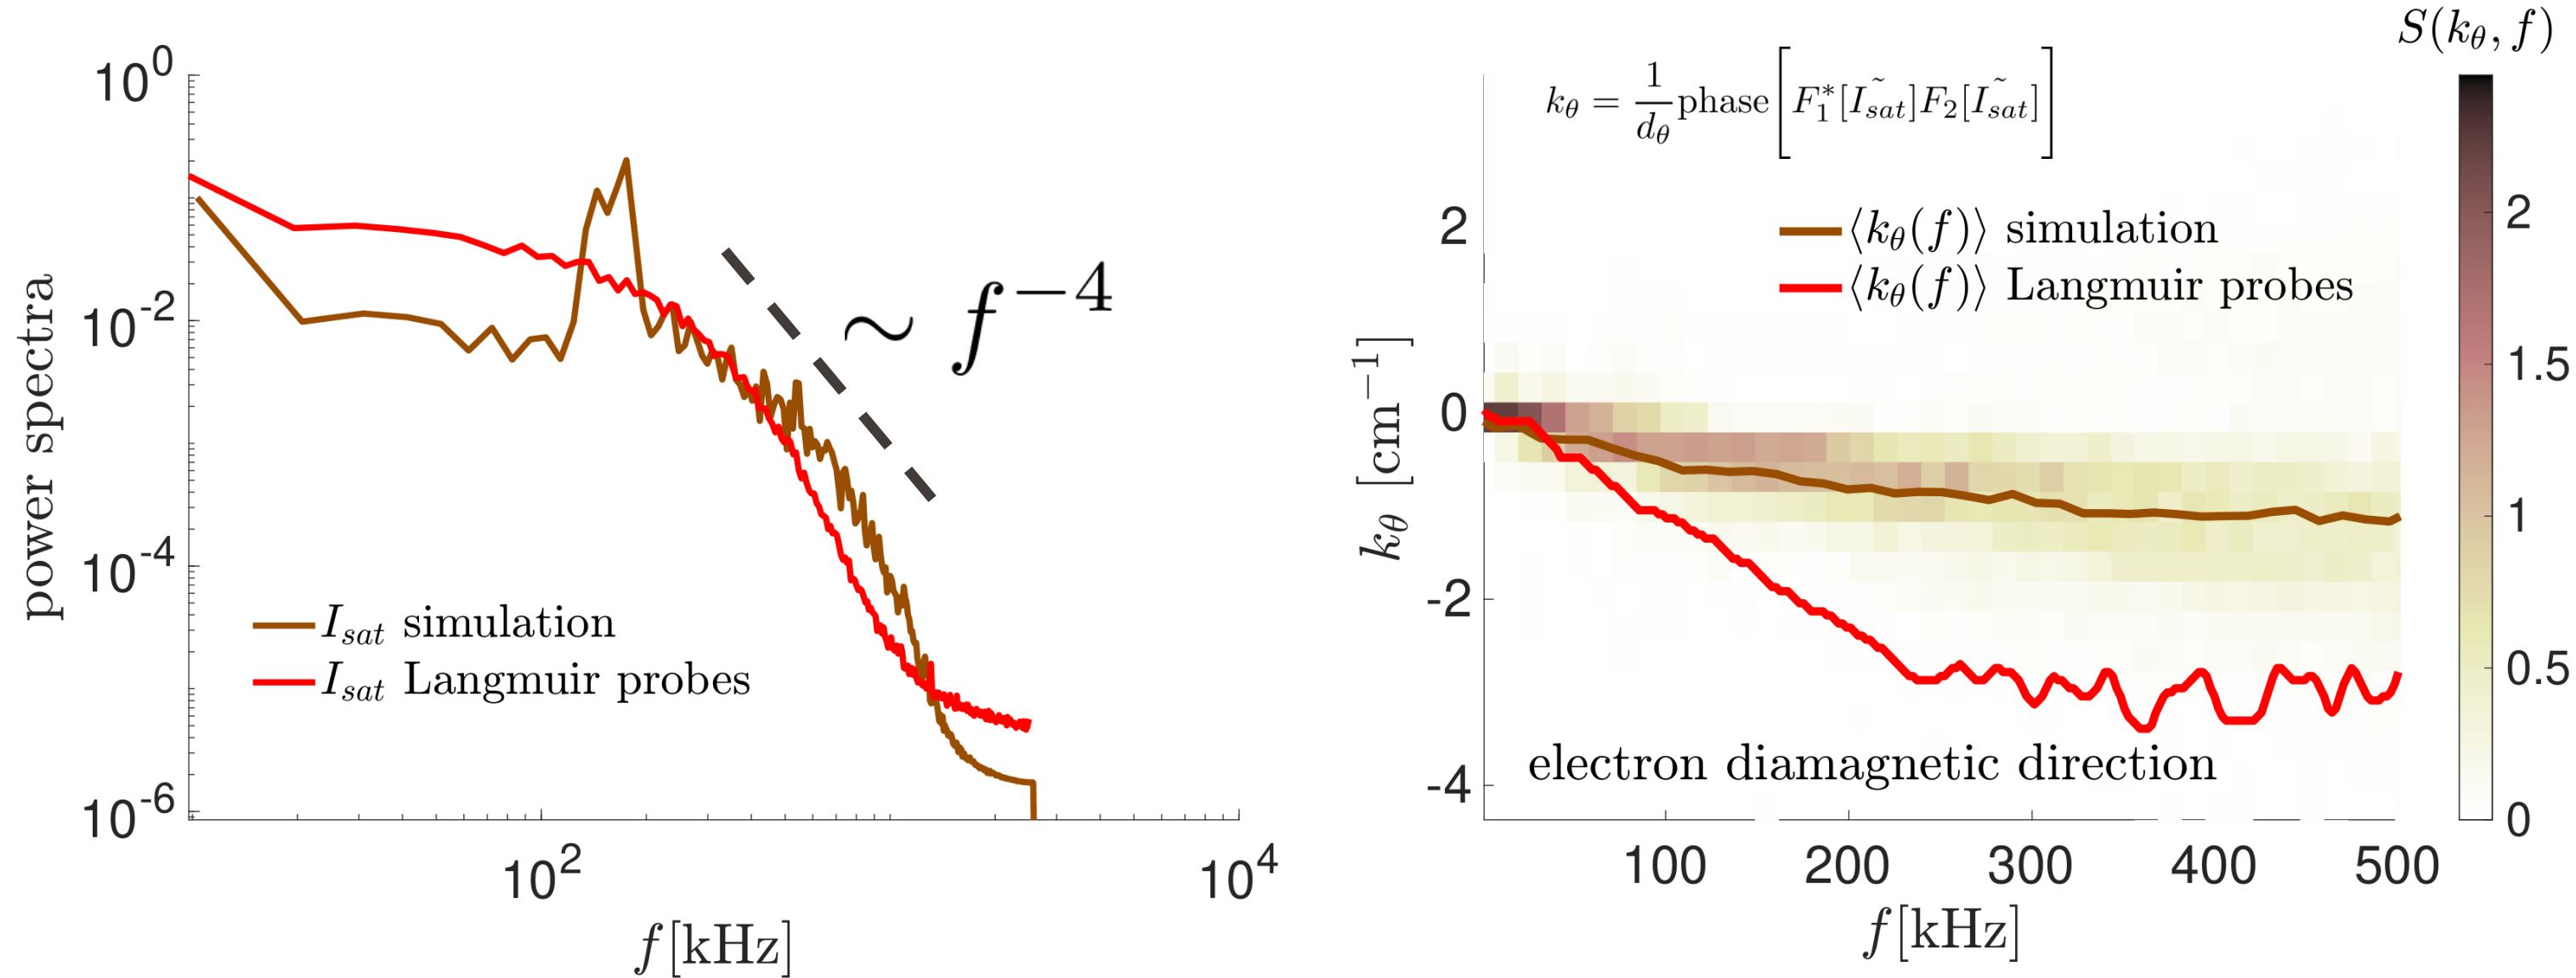 10^0
10^-2
10^-4
10^-6
power spectra
∼ f^−4
I_sat simulation
I_sat Langmuir probes
10^2
10^4
f[kHz]
S(k_θ, f)
k_θ = 1/d_θ phase[F_1^*[Ĩ_sat]F_2[Ĩ_sat]]
⟨k_θ(f)⟩ simulation
⟨k_θ(f)⟩ Langmuir probes
2
0
-2
-4
k_θ [cm^−1]
electron diamagnetic direction
100 200 300 400 500
f[kHz]
2
1.5
1
0.5
0